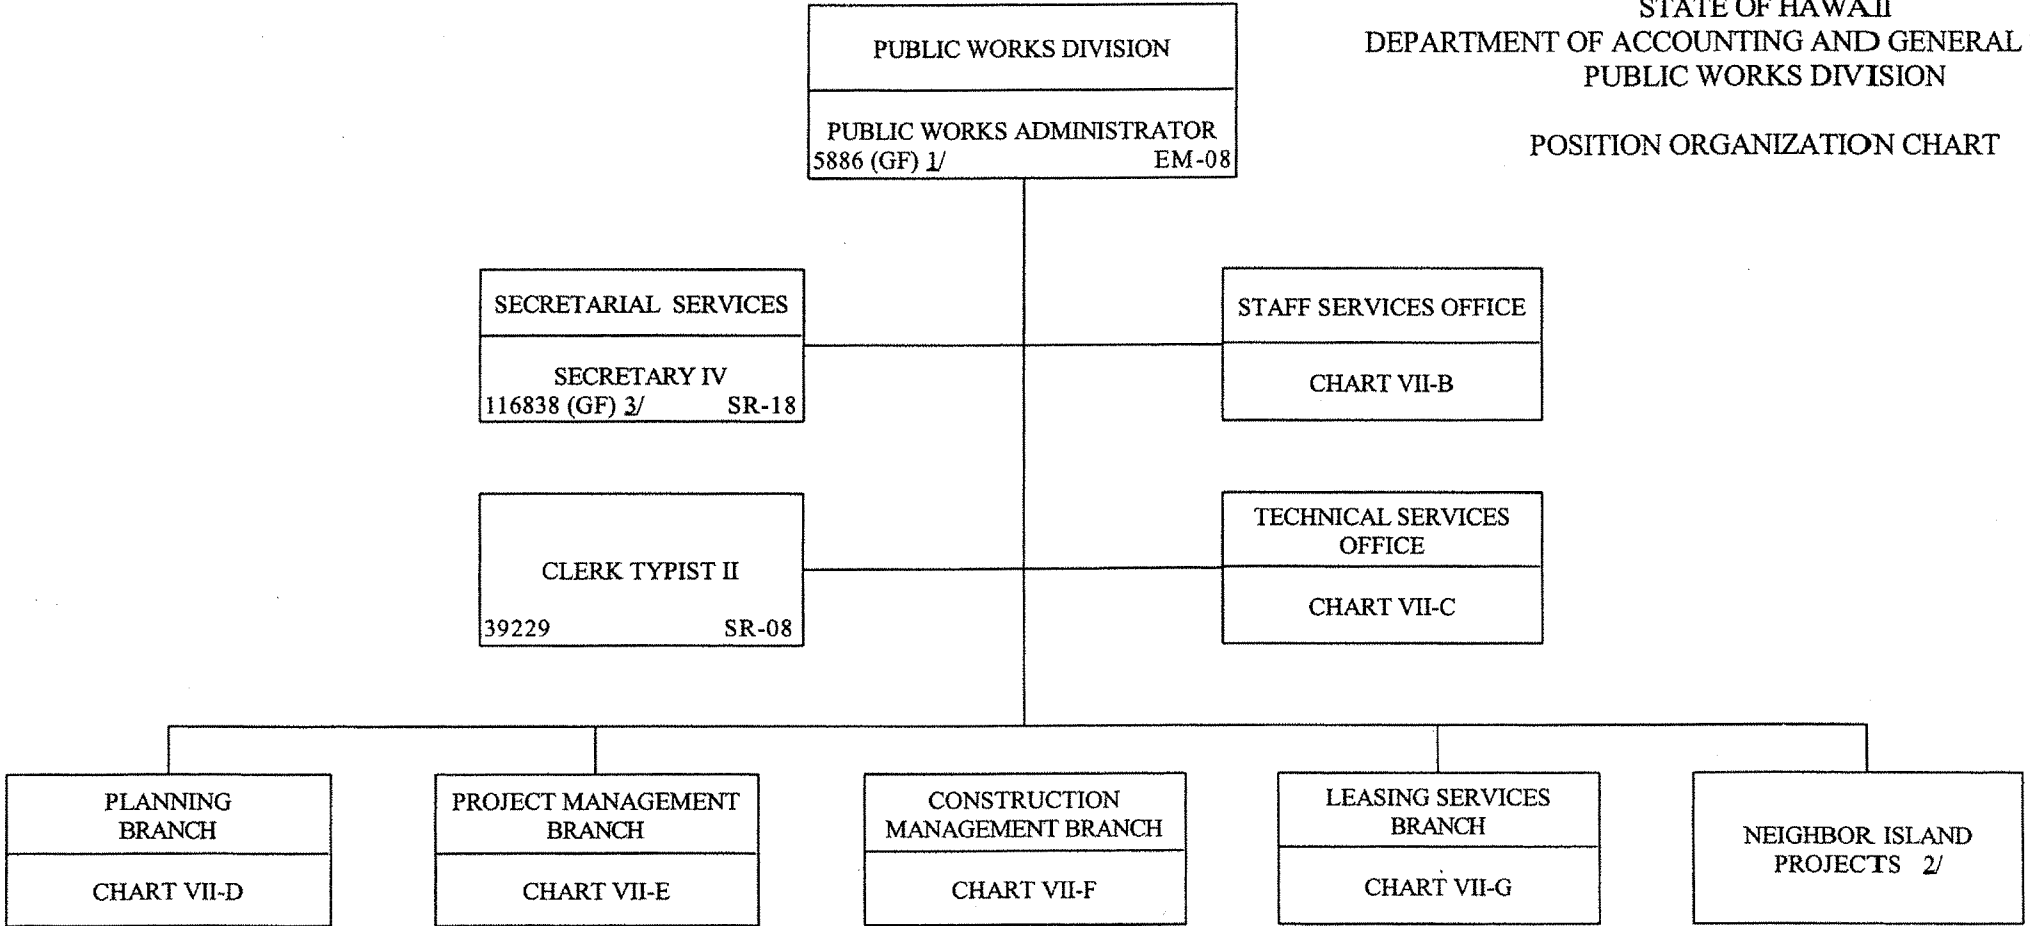 STATE OF HAWAII
DEPARTMENT OF ACCOUNTING AND GENERAL
PUBLIC WORKS DIVISION
POSITION ORGANIZATION CHART
PUBLIC WORKS DIVISION
PUBLIC WORKS ADMINISTRATOR
5886 (GF) 1/ EM-08
SECRETARIAL SERVICES
SECRETARY IV
116838 (GF) 3/ SR-18
STAFF SERVICES OFFICE
CHART VII-B
CLERK TYPIST II
39229 SR-08
TECHNICAL SERVICES
OFFICE
CHART VII-C
PLANNING
BRANCH
CHART VII-D
PROJECT MANAGEMENT
BRANCH
CHART VII-E
CONSTRUCTION
MANAGEMENT BRANCH
CHART VII-F
LEASING SERVICES
BRANCH
CHART VII-G
NEIGHBOR ISLAND
PROJECTS 2/